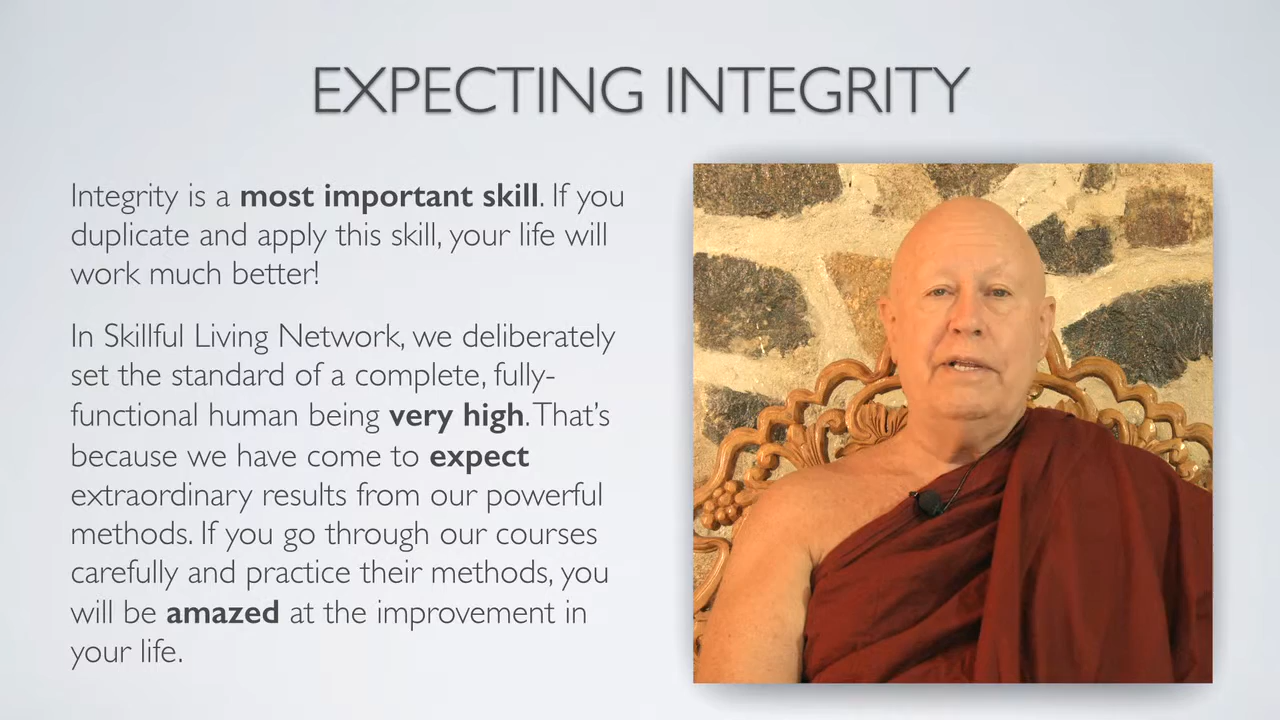 EXPECTING INTEGRITY
Integrity is a most important skill. If you
duplicate and apply this skill, your life will
work much better!
In Skillful Living Network, we deliberately
set the standard of a complete, fully-
functional human being very high. That's
because we have come to expect
extraordinary results from our powerful
methods. If you go through our courses
carefully and practice their methods, you
will be amazed at the improvement in
your life.